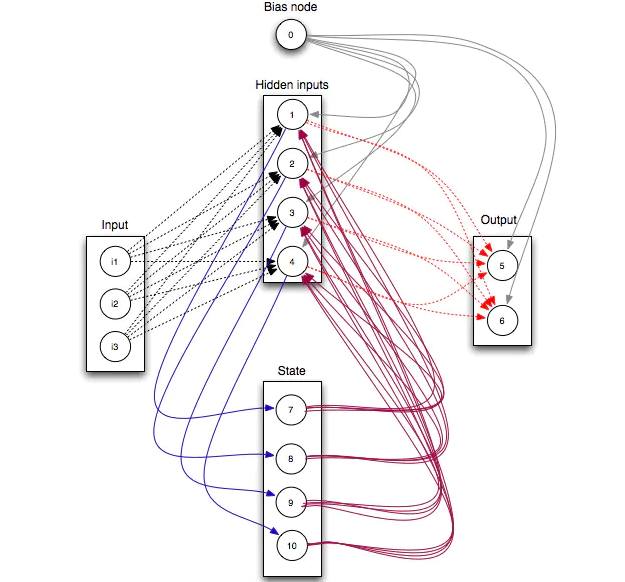 Bias node
0
Hidden inputs
1
2
3
4
Input
i1
i2
i3
Output
5
6
State
7
8
9
10